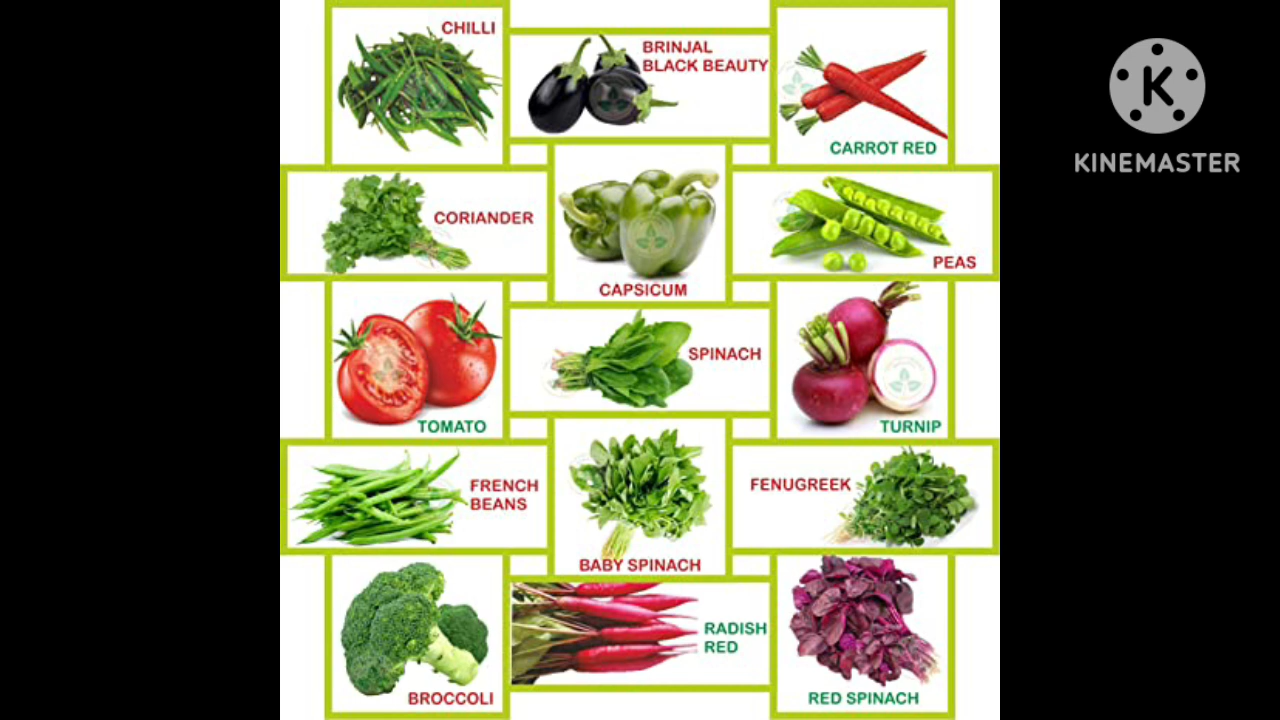 CHILLI
BRINJAL
BLACK BEAUTY
CARROT RED
K
KINEMASTER
CORIANDER
CAPSICUM
PEAS
TOMATO
SPINACH
TURNIP
FRENCH
BEANS
BABY SPINACH
FENUGREEK
BROCCOLI
RADISH
RED
RED SPINACH